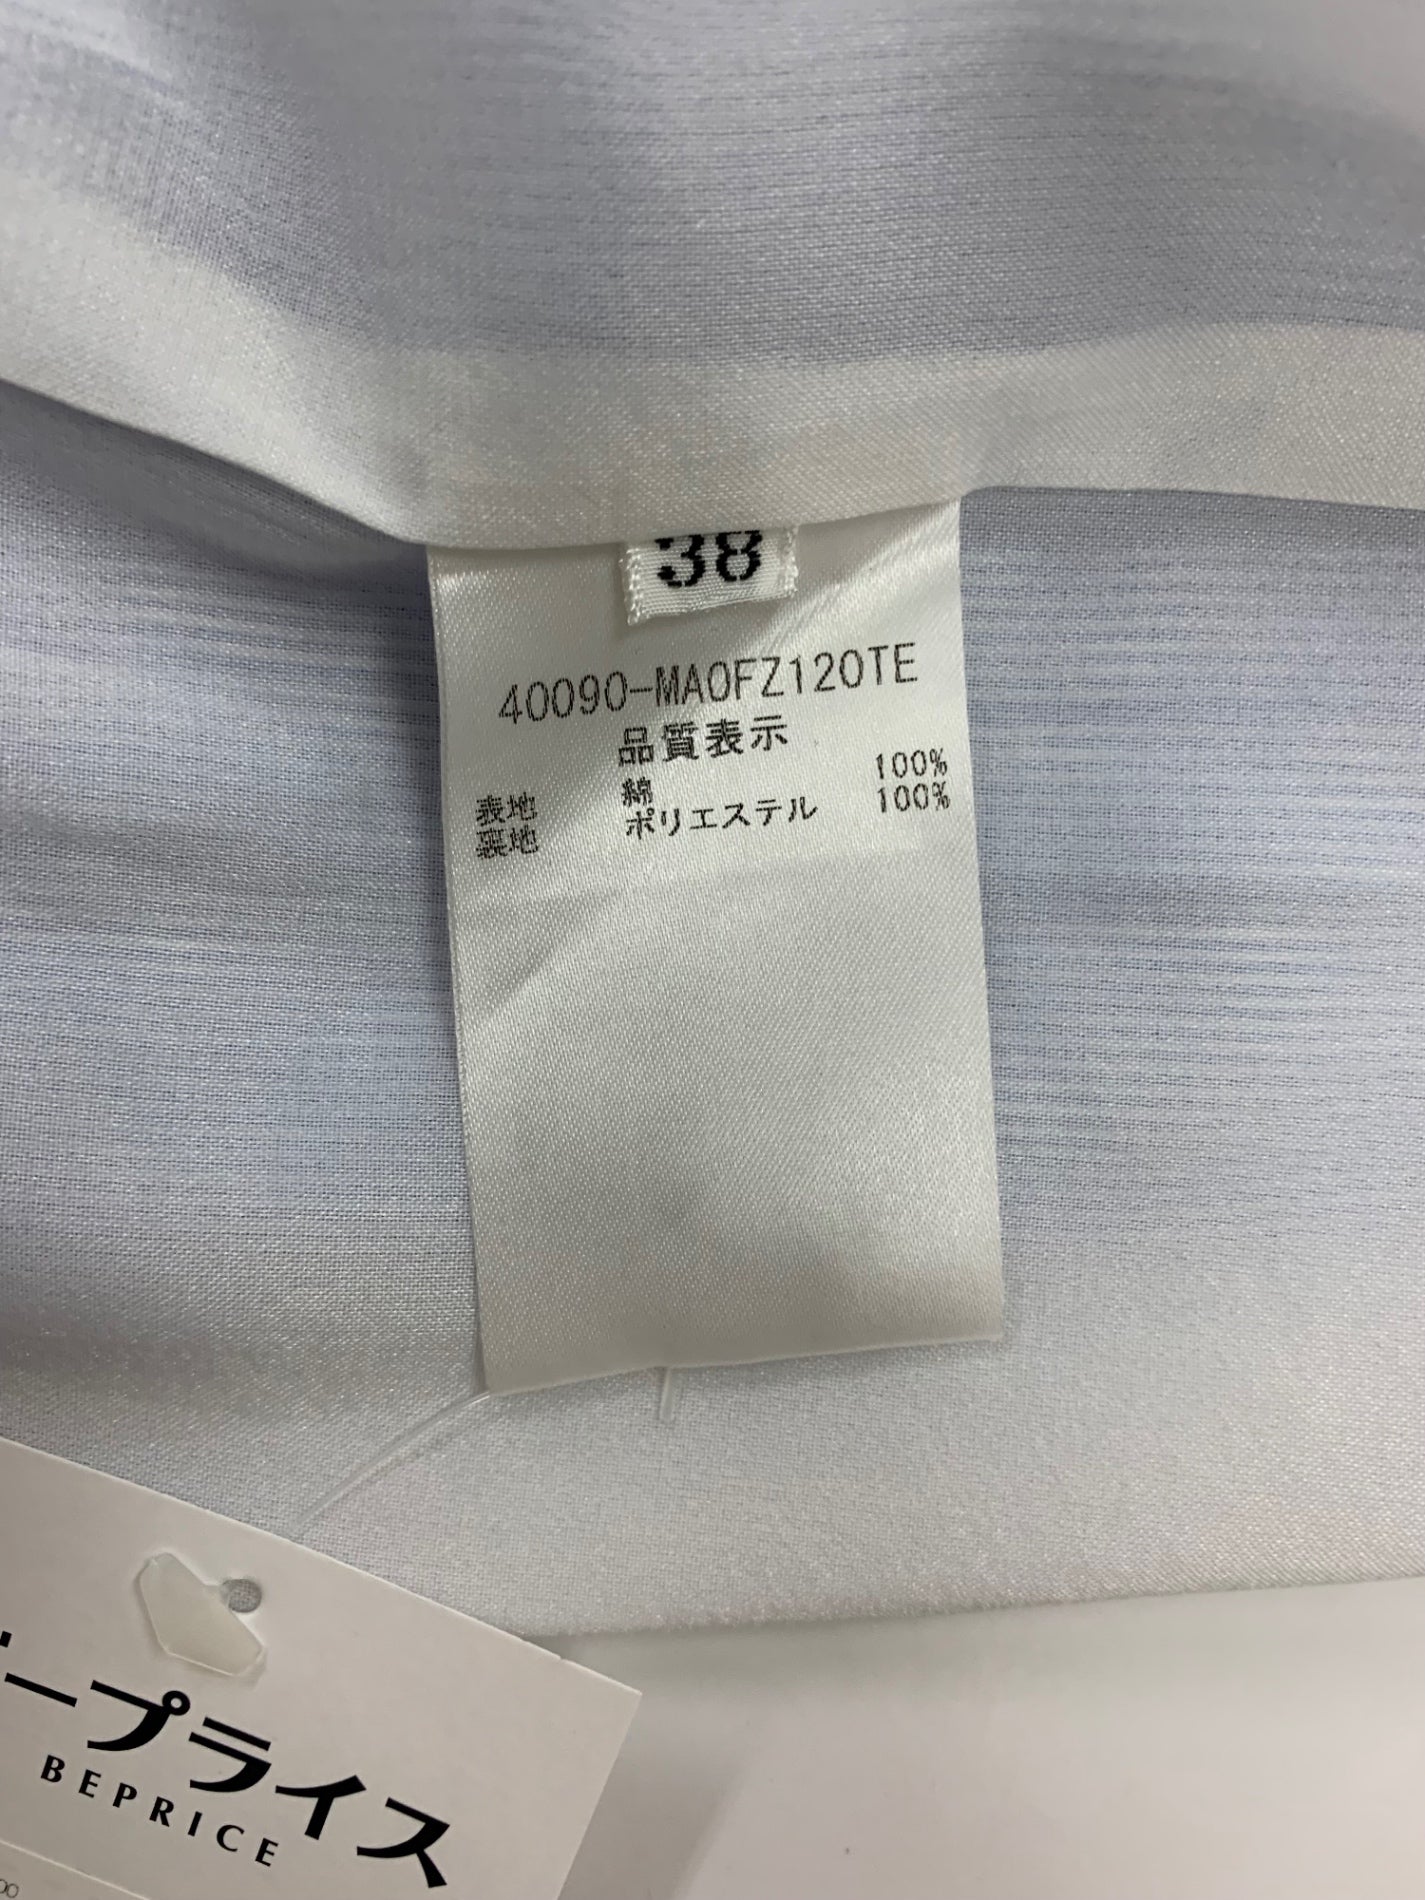 38
40090-MA0FZ120TE
品質表示
表地 綿 100%
裏地 ポリエステル 100%
ープライス
BEPRICE